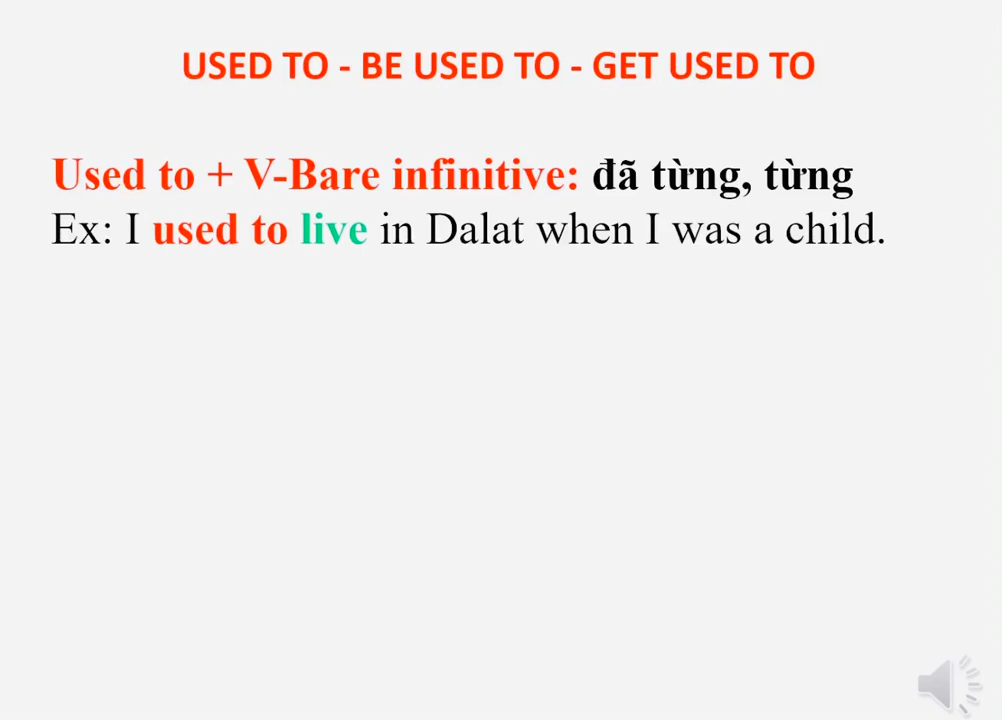 USED TO - BE USED TO - GET USED TO
Used to + V-Bare infinitive: đã từng, từng
Ex: I used to live in Dalat when I was a child.